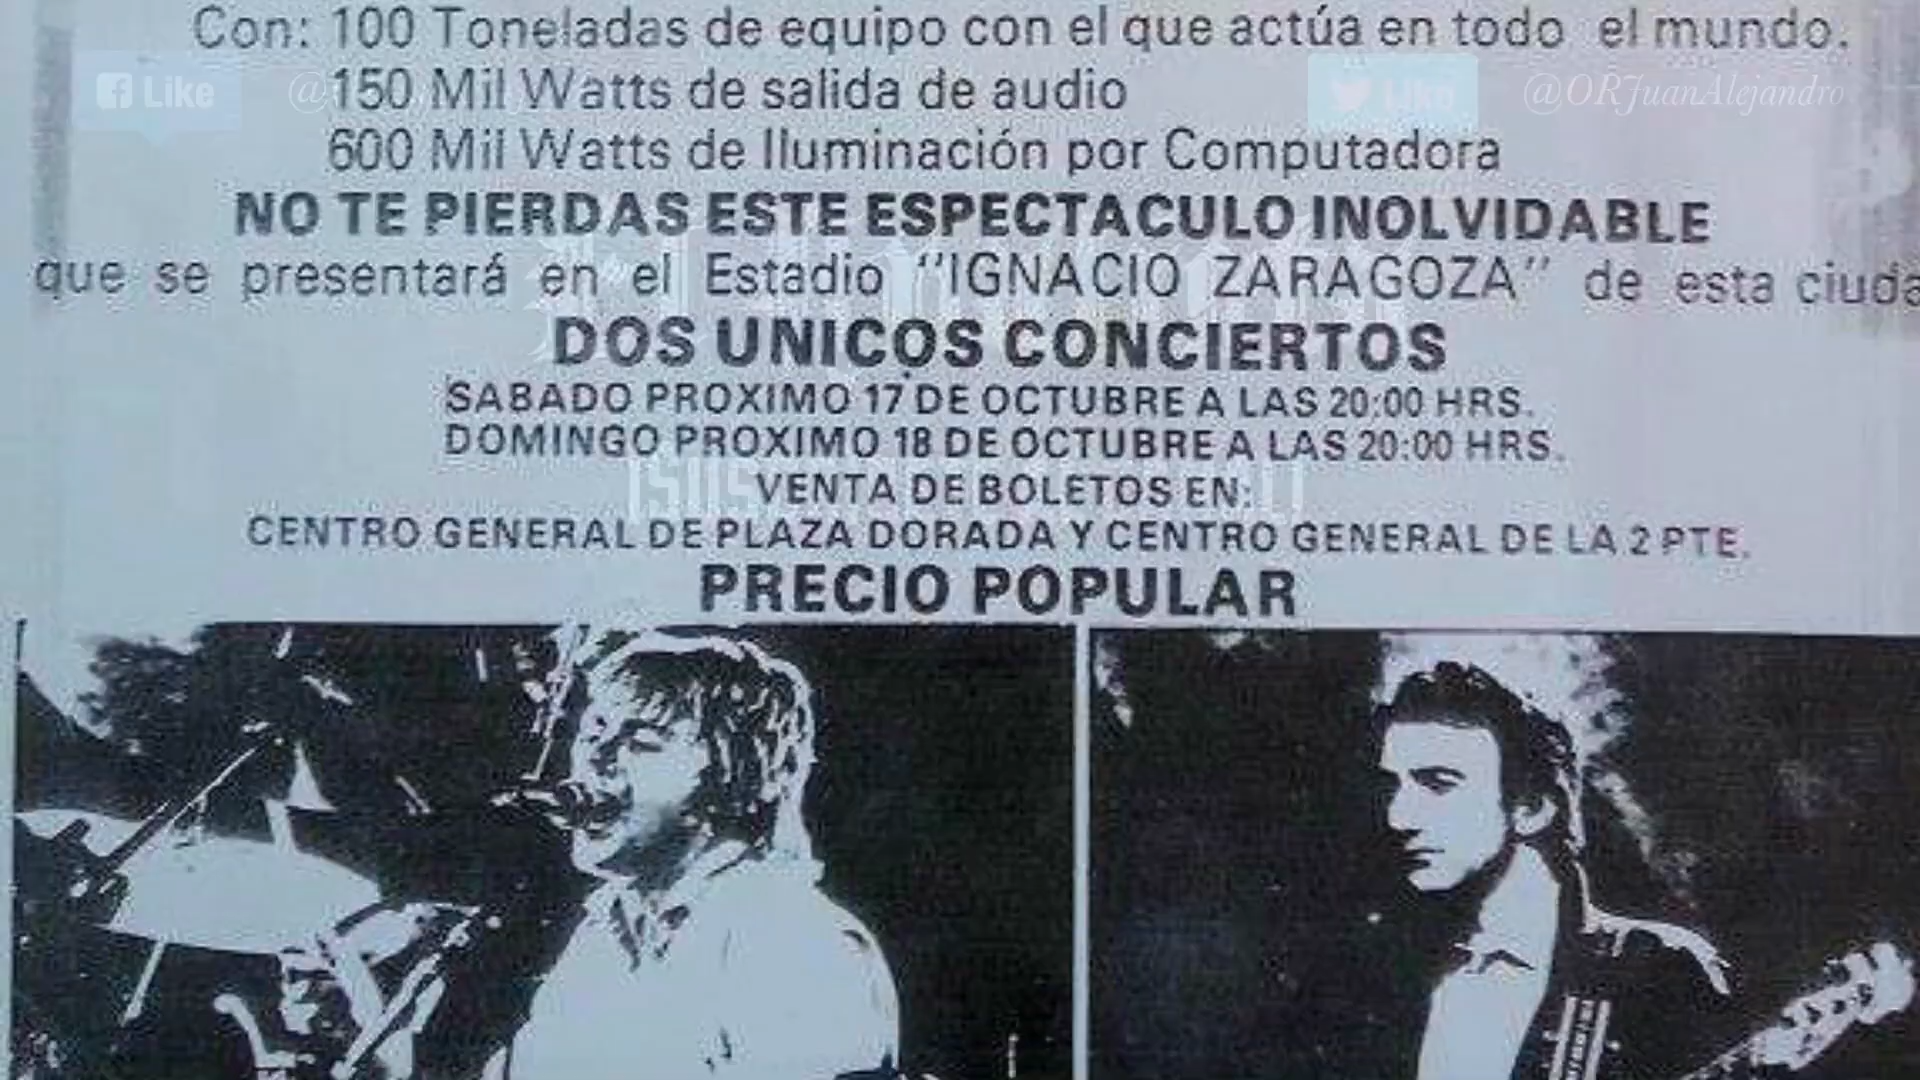 Con: 100 Toneladas de equipo con el que actúa en todo el mundo.
Like
150 Mil Watts de salida de audio
@ORJuanAlejandro
600 Mil Watts de Iluminación por Computadora
NO TE PIERDAS ESTE ESPECTACULO INOLVIDABLE
que se presentará en el Estadio "IGNACIO ZARAGOZA" de esta ciuda
DOS UNICOS CONCIERTOS
SABADO PROXIMO 17 DE OCTUBRE A LAS 20:00 HRS.
DOMINGO PROXIMO 18 DE OCTUBRE A LAS 20:00 HRS.
VENTA DE BOLETOS EN:
CENTRO GENERAL DE PLAZA DORADA Y CENTRO GENERAL DE LA 2 PTE.
PRECIO POPULAR